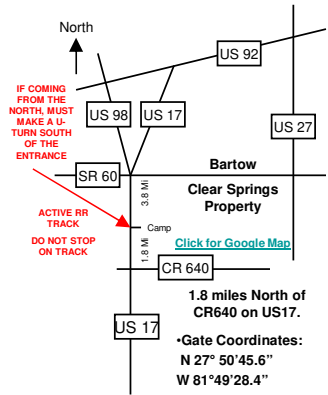 North
US 92
IF COMING
FROM THE
NORTH, MUST
MAKE A U-
TURN SOUTH
OF THE
ENTRANCE
US 98
US 17
US 27
SR 60
Bartow
3.8 Mi
Clear Springs
Property
ACTIVE RR
TRACK
DO NOT STOP
ON TRACK
Camp
1.8 Mi
Click for Google Map
CR 640
1.8 miles North of
CR640 on US17.
US 17
•Gate Coordinates:
N 27° 50'45.6”
W 81°49'28.4”